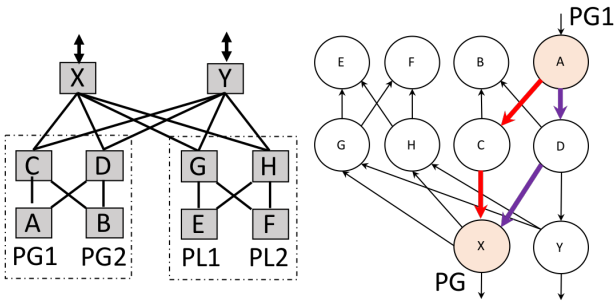 X Y
C D G H
A B E F
PG1 PG2 PL1 PL2
PG1
E F B A
G H C D
X Y
PG